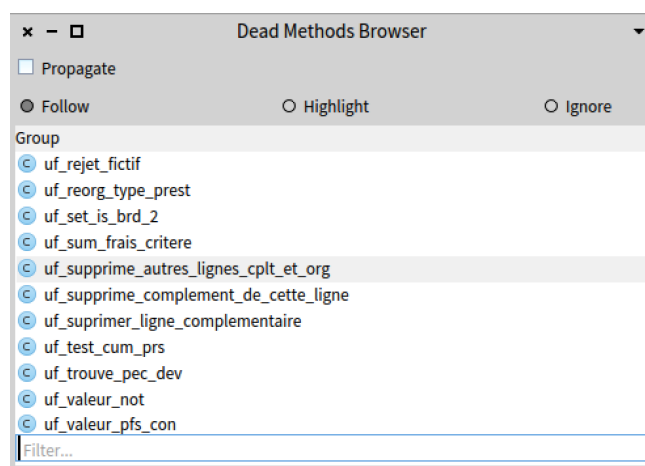 Dead Methods Browser
Propagate
Follow Highlight Ignore
Group
C uf_rejet_fictif
C uf_reorg_type_prest
C uf_set_is_brd_2
C uf_sum_frais_critere
C uf_supprime_autres_lignes_cplt_et_org
C uf_supprime_complement_de_cette_ligne
C uf_suprimer_ligne_complementaire
C uf_test_cum_prs
C uf_trouve_pec_dev
C uf_valeur_not
C uf_valeur_pfs_con
Filter...